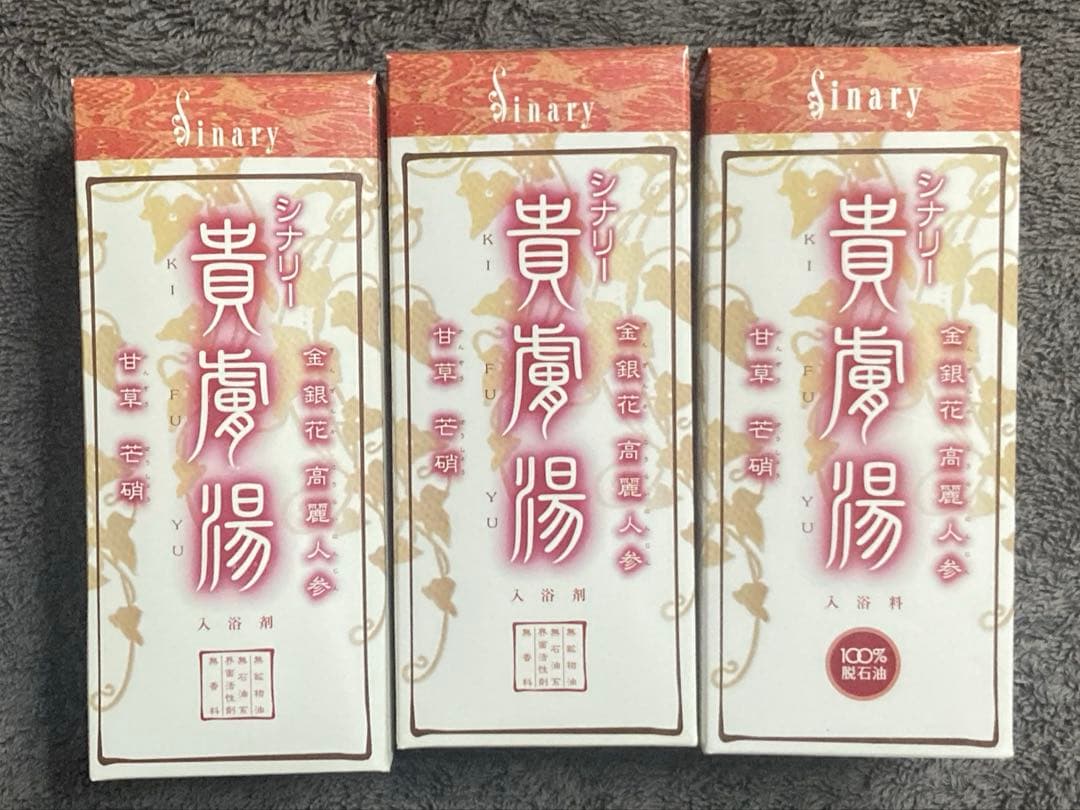 Sinary
シナリー
貴膚湯
KI FU YU
金銀花 高麗人参
甘草 芒硝
入浴剤
無鉱物油
無石油系
界面活性剤
無香料
Sinary
シナリー
貴膚湯
KI FU YU
金銀花 高麗人参
甘草 芒硝
入浴剤
無鉱物油
無石油系
界面活性剤
無香料
Sinary
シナリー
貴膚湯
KI FU YU
金銀花 高麗人参
甘草 芒硝
入浴料
100%
脱石油